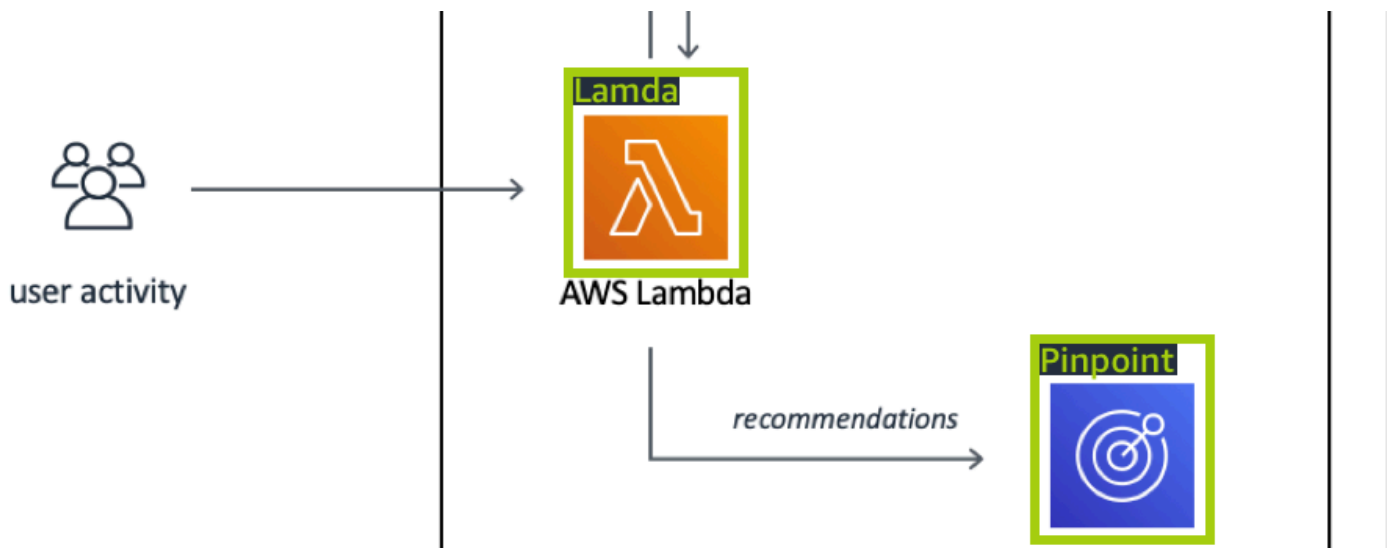 Lamda
user activity
AWS Lambda
Pinpoint
recommendations